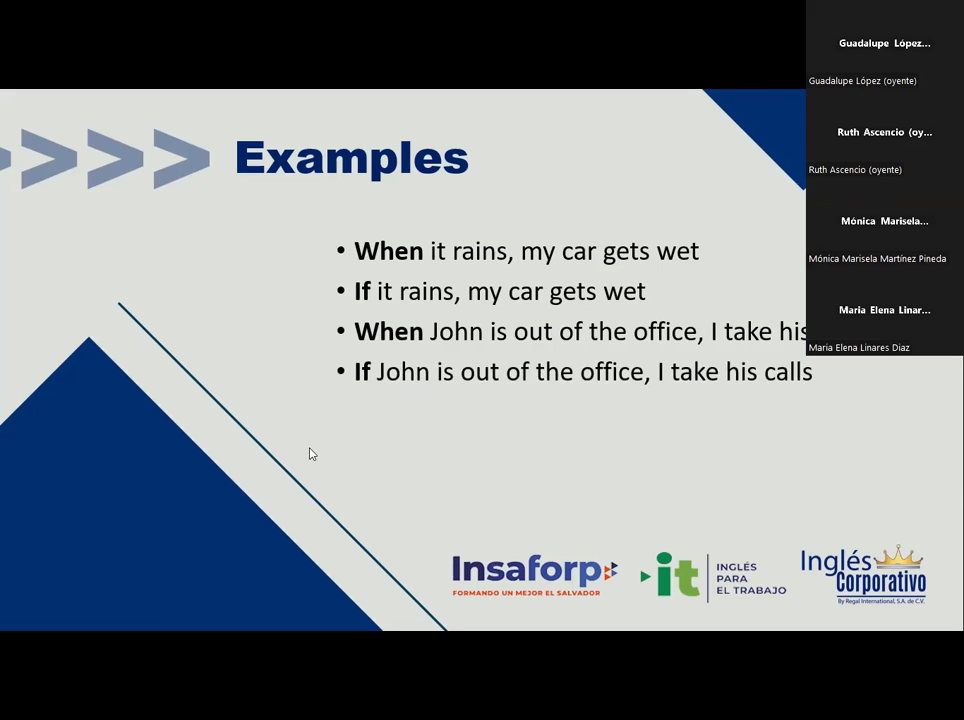 Guadalupe López...
Guadalupe López (oyente)
Ruth Ascencio (oy...
Ruth Ascencio (oyente)
Mónica Marisela...
Mónica Marisela Martínez Pineda
Maria Elena Linar...
Maria Elena Linares Diaz
Examples
• When it rains, my car gets wet
• If it rains, my car gets wet
• When John is out of the office, I take his
• If John is out of the office, I take his calls
Insaforp
FORMANDO UN MEJOR EL SALVADOR
it
INGLÉS
PARA
EL TRABAJO
Inglés
Corporativo
By Regal International, S.A. de C.V.